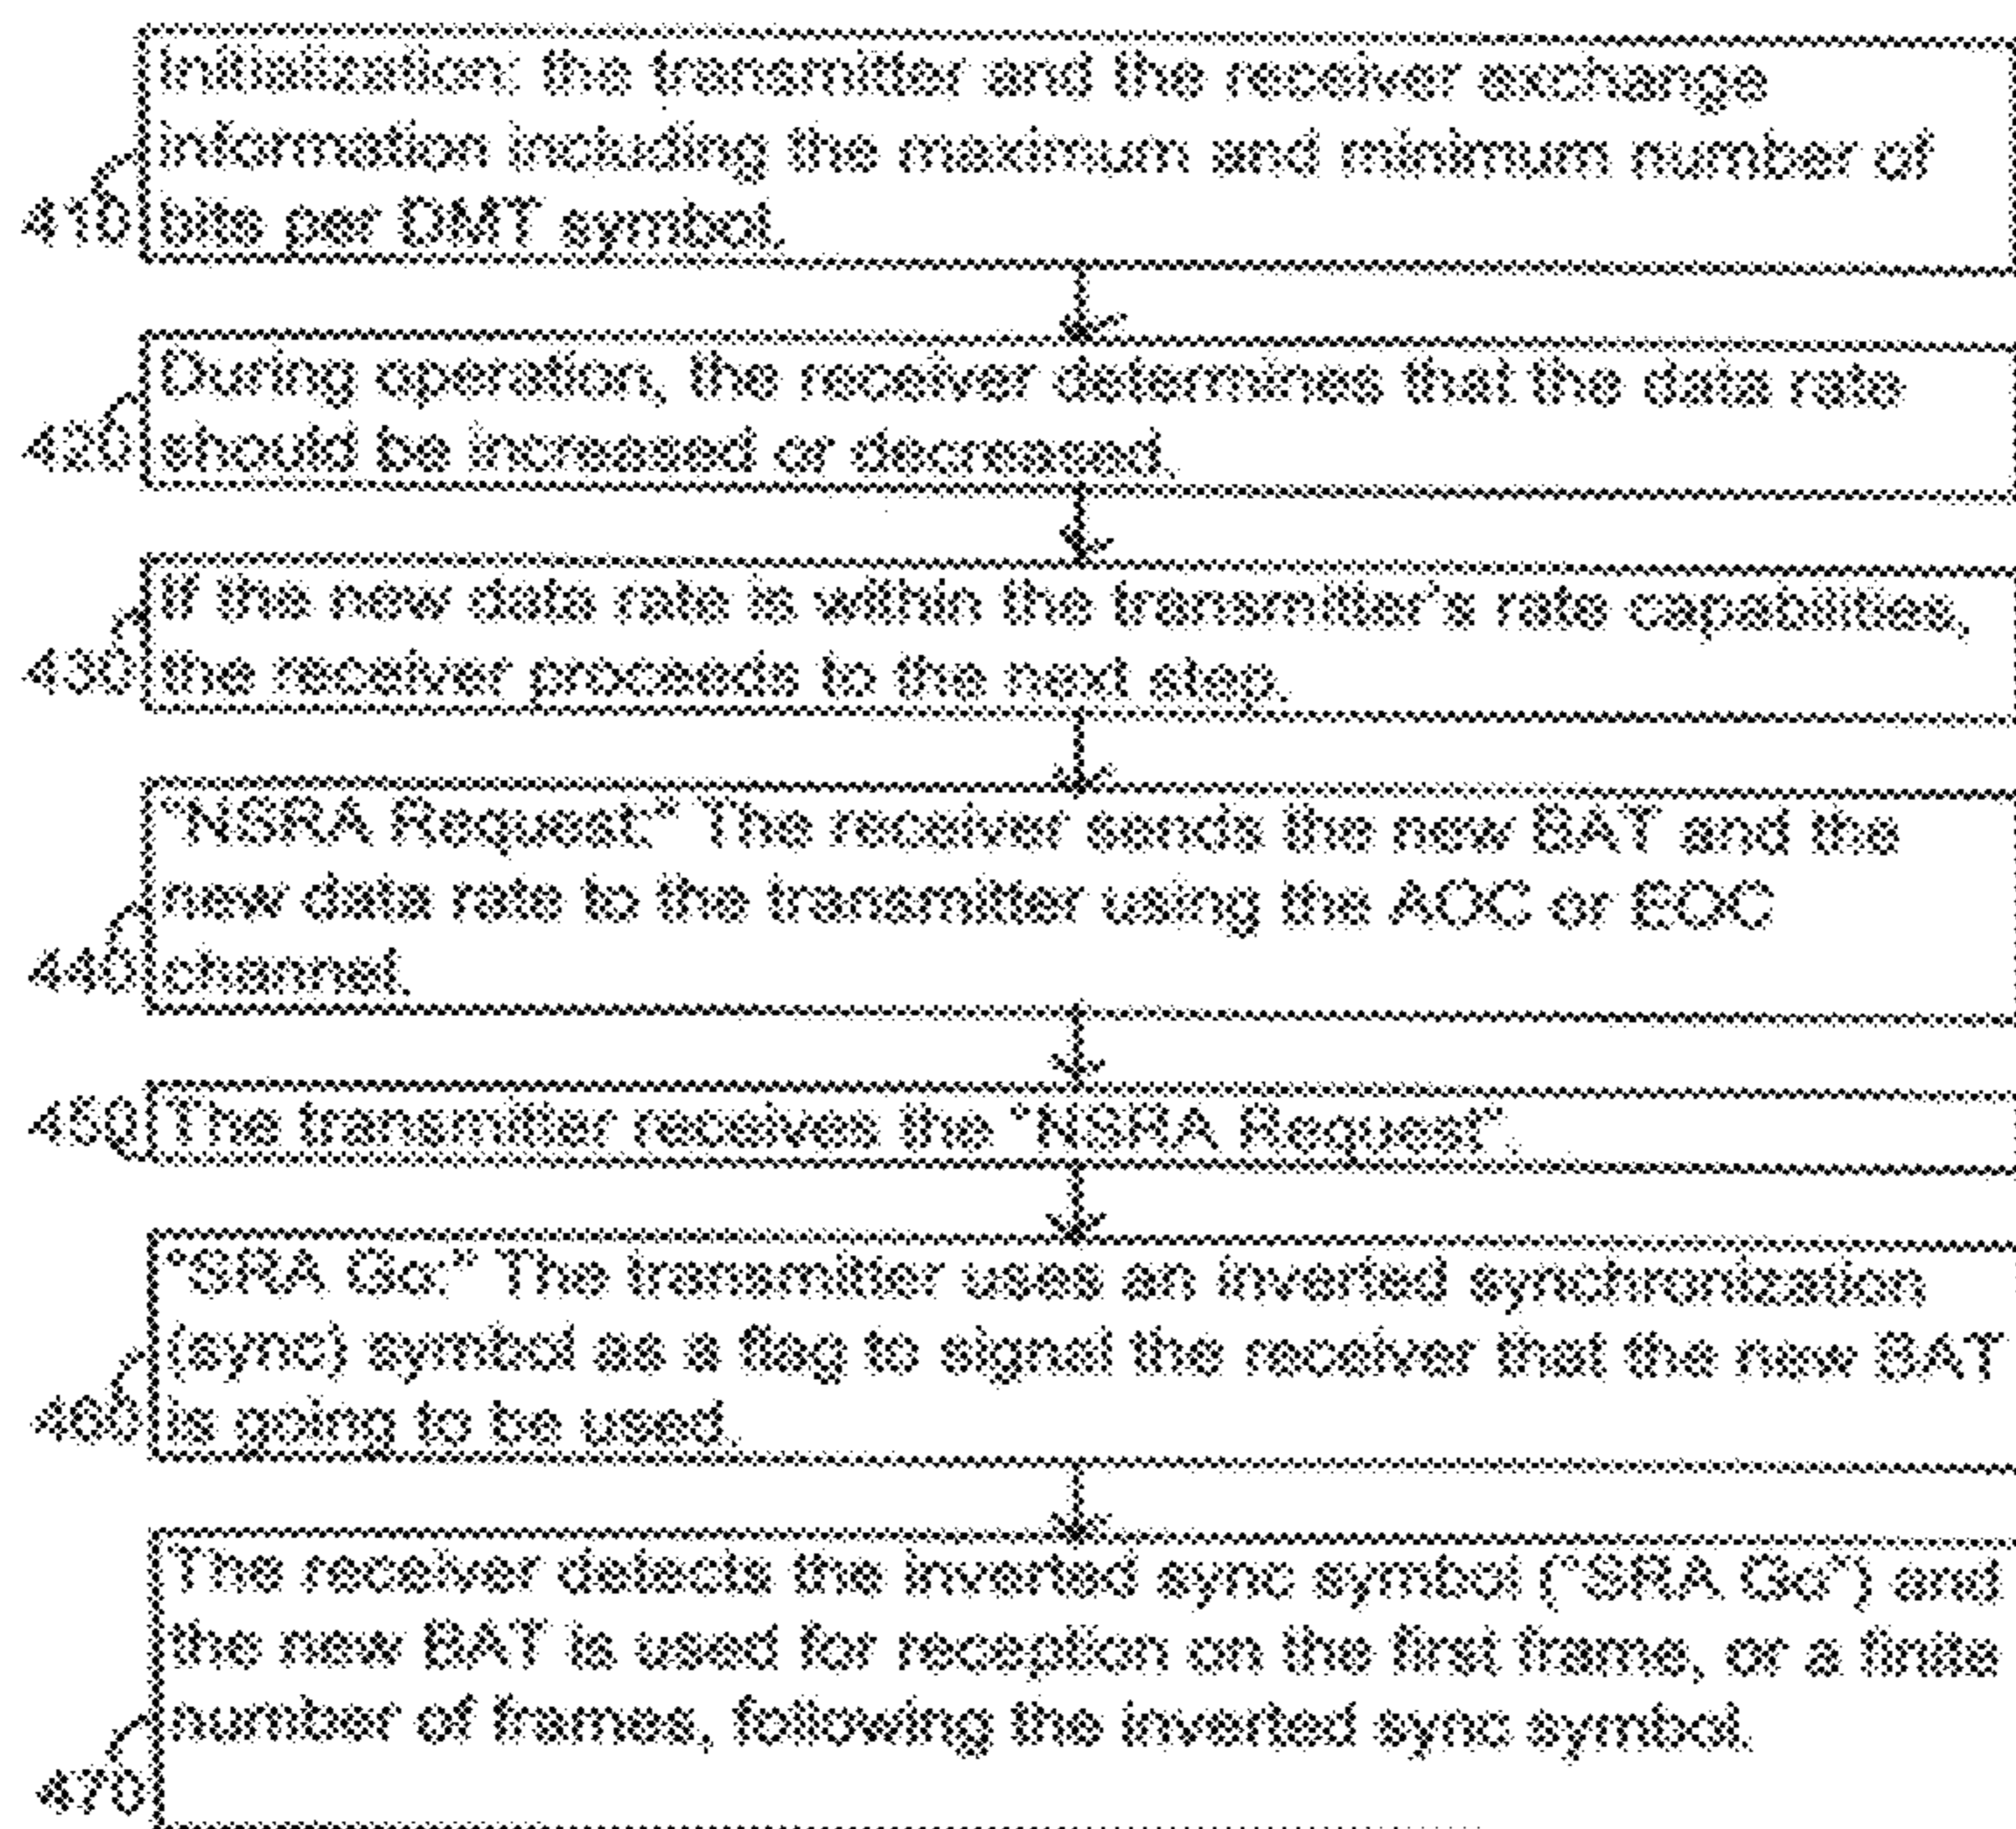 Initialization: the transmitter and the receiver exchange
information including the maximum and minimum number of
410 bits per DMT symbol.
During operation, the receiver determines that the data rate
420 should be increased or decreased.
If the new data rate is within the transmitter's rate capabilities,
430 the receiver proceeds to the next step.
"NSRA Request:" The receiver sends the new BAT and the
new data rate to the transmitter using the AOC or EOC
440 channel.
450 The transmitter receives the "NSRA Request".
"SRA Go:" The transmitter uses an inverted synchronization
(sync) symbol as a flag to signal the receiver that the new BAT
460 is going to be used.
The receiver detects the inverted sync symbol ("SRA Go") and
the new BAT is used for reception on the first frame, or a finite
number of frames, following the inverted sync symbol.
470